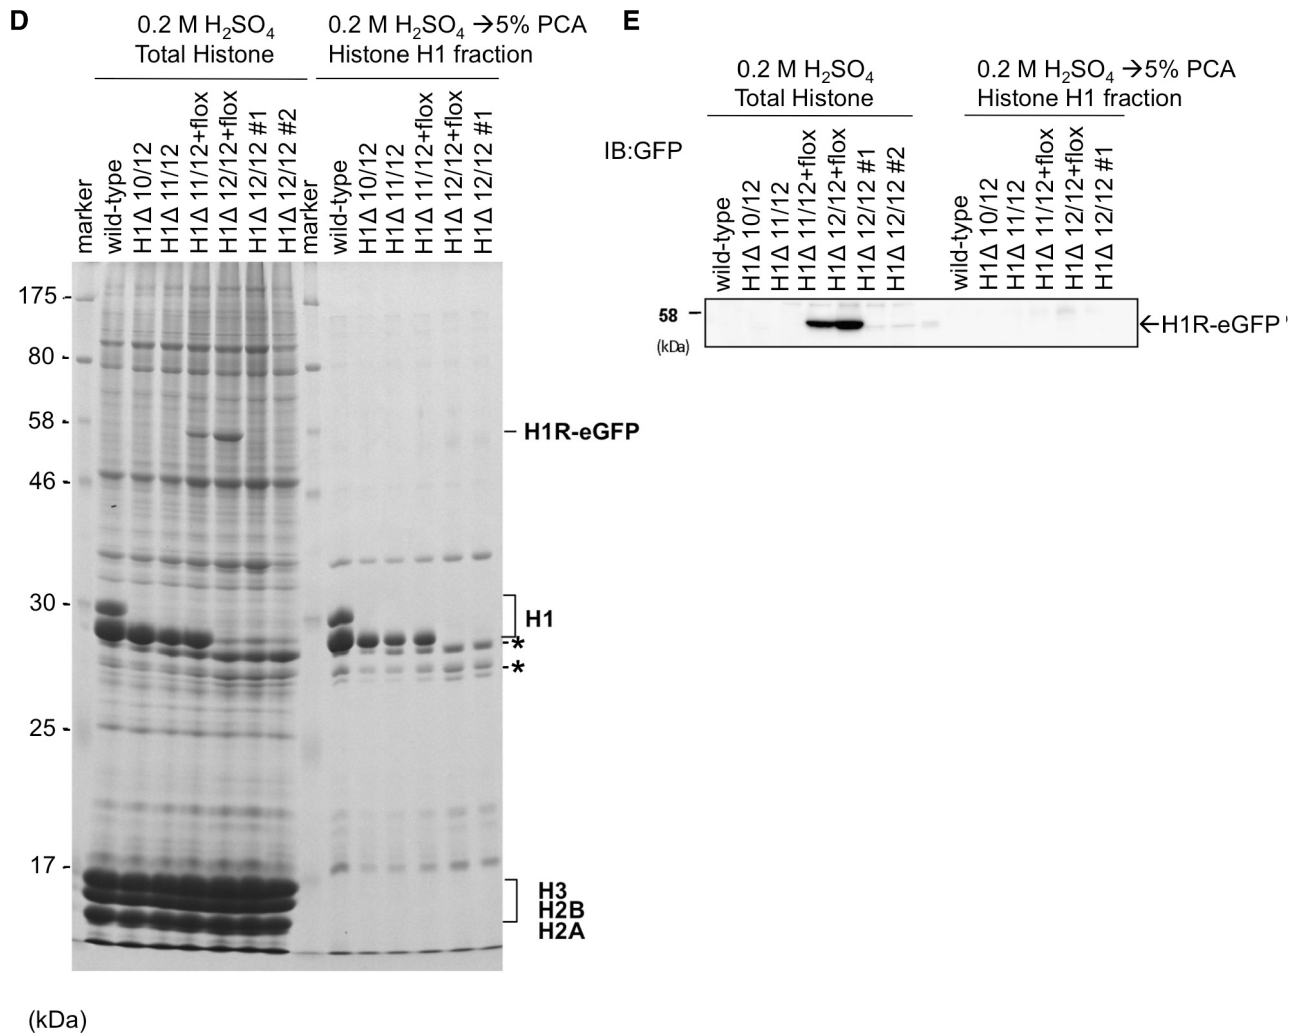 D
0.2 M H₂SO₄
Total Histone
0.2 M H₂SO₄ →5% PCA
Histone H1 fraction
marker
wild-type
H1Δ 10/12
H1Δ 11/12
H1Δ 11/12+flox
H1Δ 12/12+flox
H1Δ 12/12 #1
H1Δ 12/12 #2
marker
wild-type
H1Δ 10/12
H1Δ 11/12
H1Δ 11/12+flox
H1Δ 12/12+flox
H1Δ 12/12 #1
175 -
80 -
58 -
46 -
30 -
25 -
17 -
– H1R-eGFP
H1
-*
-*
H3
H2B
H2A
(kDa)
E
0.2 M H₂SO₄
Total Histone
0.2 M H₂SO₄ →5% PCA
Histone H1 fraction
IB:GFP
wild-type
H1Δ 10/12
H1Δ 11/12
H1Δ 11/12+flox
H1Δ 12/12+flox
H1Δ 12/12 #1
H1Δ 12/12 #2
wild-type
H1Δ 10/12
H1Δ 11/12
H1Δ 11/12+flox
H1Δ 12/12+flox
H1Δ 12/12 #1
58 –
(kDa)
←H1R-eGFP